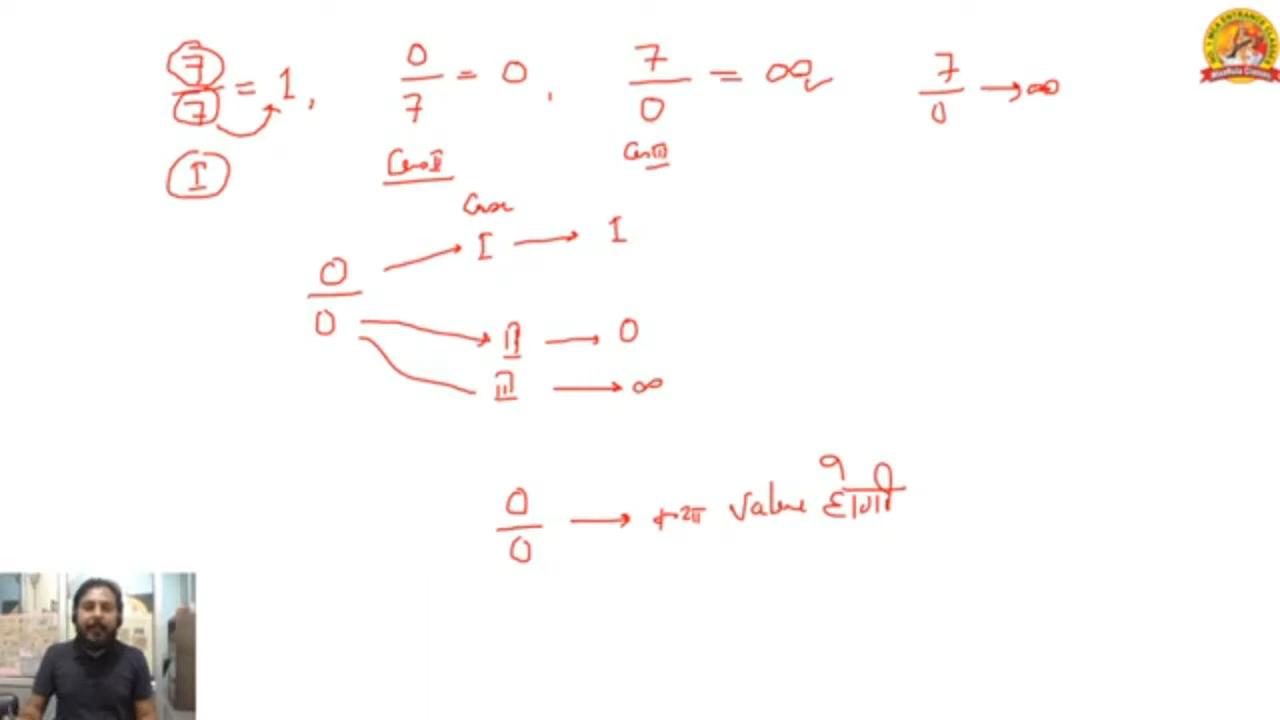 7/7 = 1, 0/7 = 0, 7/0 = ∞ 7/0 → ∞
I Case II Case III
Case
0/0 → I → 1
II → 0
III → ∞
0/0 → value